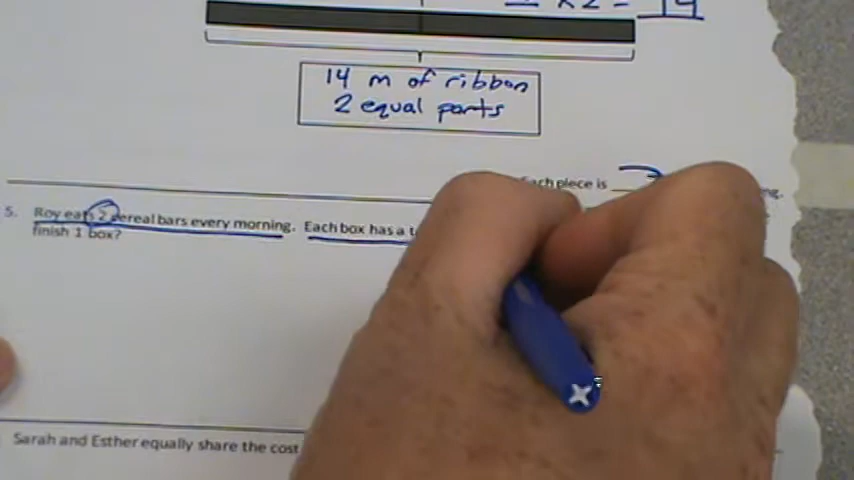 x 2 = 14
14 m of ribbon
2 equal parts
Each piece is
5. Roy eats 2 cereal bars every morning. Each box has a t
finish 1 box?
Sarah and Esther equally share the cost